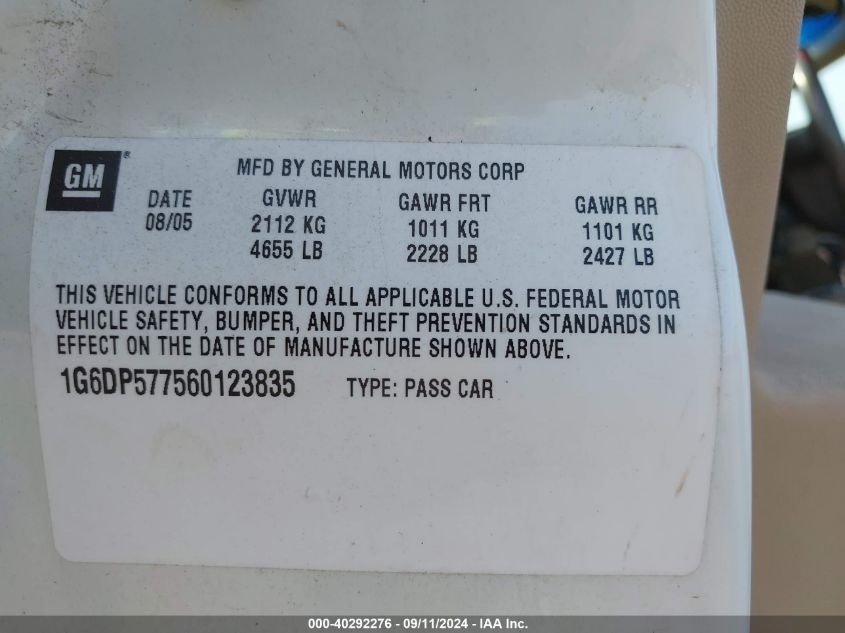 GM®
MFD BY GENERAL MOTORS CORP
DATE GVWR GAWR FRT GAWR RR
08/05 2112 KG 1011 KG 1101 KG
4655 LB 2228 LB 2427 LB
THIS VEHICLE CONFORMS TO ALL APPLICABLE U.S. FEDERAL MOTOR
VEHICLE SAFETY, BUMPER, AND THEFT PREVENTION STANDARDS IN
EFFECT ON THE DATE OF MANUFACTURE SHOWN ABOVE.
1G6DP577560123835 TYPE: PASS CAR
000-40292276 - 09/11/2024 - IAA Inc.